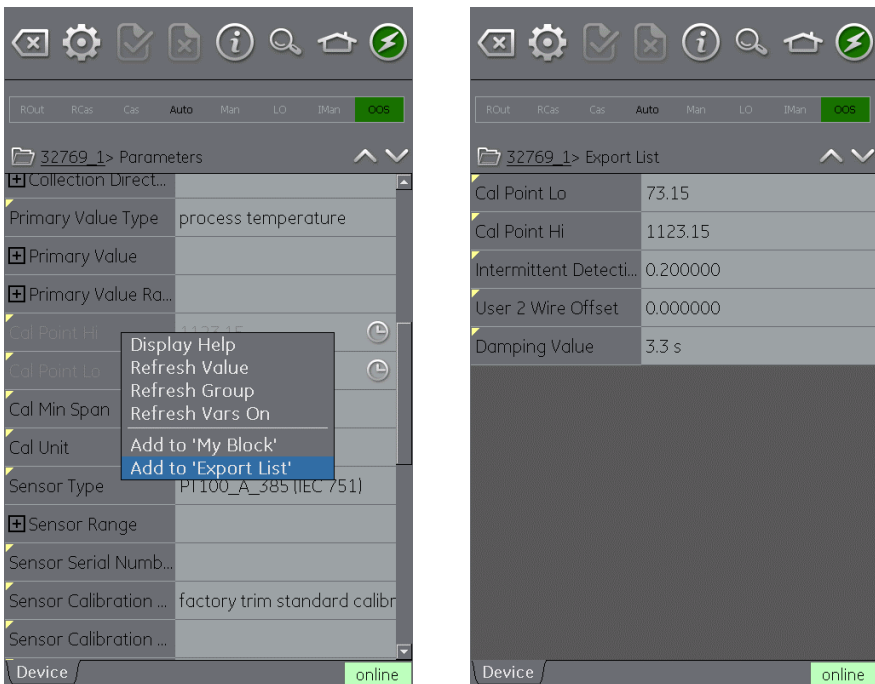 ROut RCas Cas Auto Man LO IMan OOS
32769_1> Parameters
Collection Direct...
Primary Value Type process temperature
Primary Value
Primary Value Ra...
Cal Point Hi 1123.15
Cal Point Lo
Cal Min Span
Cal Unit
Sensor Type PT100_A_385 (IEC 751)
Sensor Range
Sensor Serial Numb...
Sensor Calibration ... factory trim standard calibr
Sensor Calibration ...
Display Help
Refresh Value
Refresh Group
Refresh Vars On
Add to 'My Block'
Add to 'Export List'
Device online
ROut RCas Cas Auto Man LO IMan OOS
32769_1> Export List
Cal Point Lo 73.15
Cal Point Hi 1123.15
Intermittent Detecti... 0.200000
User 2 Wire Offset 0.000000
Damping Value 3.3 s
Device online